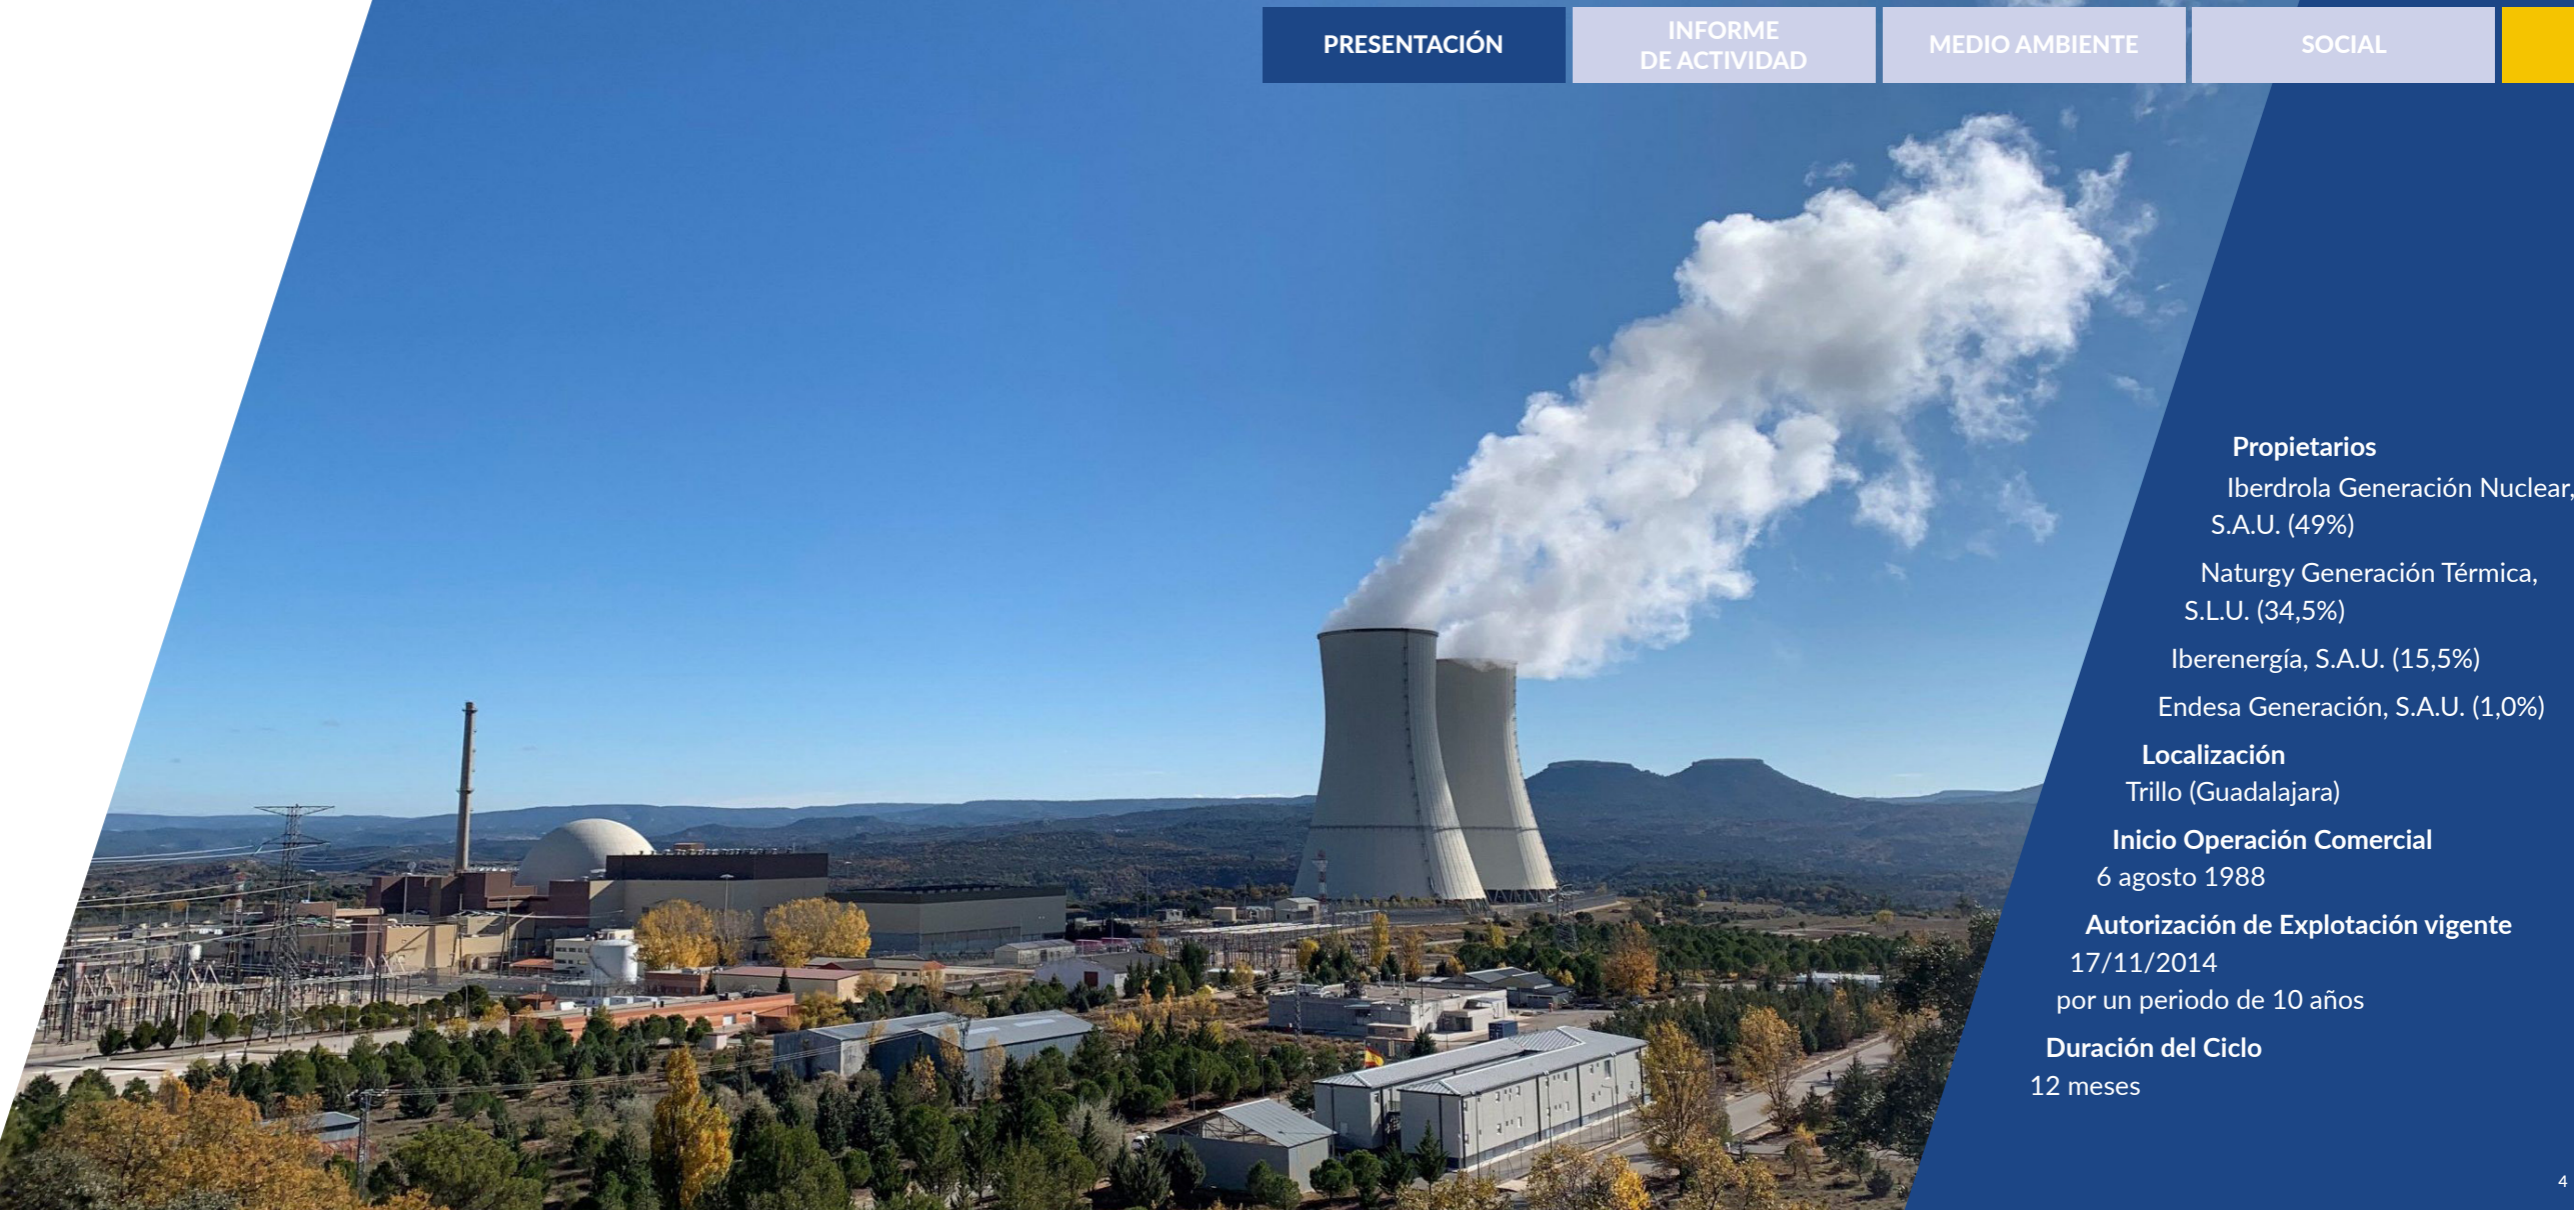 PRESENTACIÓN
INFORME
DE ACTIVIDAD
MEDIO AMBIENTE
SOCIAL
Propietarios
Iberdrola Generación Nuclear,
S.A.U. (49%)
Naturgy Generación Térmica,
S.L.U. (34,5%)
Iberenergía, S.A.U. (15,5%)
Endesa Generación, S.A.U. (1,0%)
Localización
Trillo (Guadalajara)
Inicio Operación Comercial
6 agosto 1988
Autorización de Explotación vigente
17/11/2014
por un periodo de 10 años
Duración del Ciclo
12 meses
4